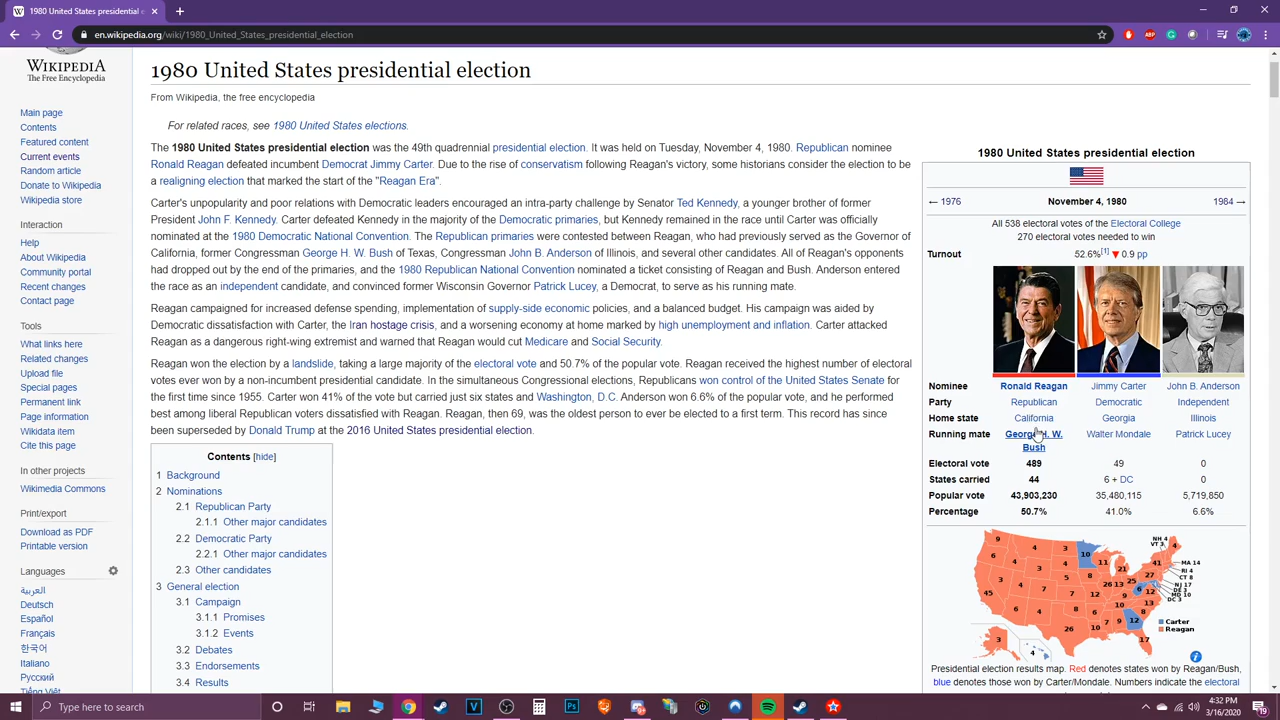 1980 United States presidential e
en.wikipedia.org/wiki/1980_United_States_presidential_election
WIKIPEDIA
The Free Encyclopedia
Main page
Contents
Featured content
Current events
Random article
Donate to Wikipedia
Wikipedia store
Interaction
Help
About Wikipedia
Community portal
Recent changes
Contact page
Tools
What links here
Related changes
Upload file
Special pages
Permanent link
Page information
Wikidata item
Cite this page
In other projects
Wikimedia Commons
Print/export
Download as PDF
Printable version
Languages
العربية
Deutsch
Español
Français
한국어
Italiano
Русский
Tiếng Việt
1980 United States presidential election
From Wikipedia, the free encyclopedia
For related races, see 1980 United States elections.
The 1980 United States presidential election was the 49th quadrennial presidential election. It was held on Tuesday, November 4, 1980. Republican nominee
Ronald Reagan defeated incumbent Democrat Jimmy Carter. Due to the rise of conservatism following Reagan's victory, some historians consider the election to be
a realigning election that marked the start of the "Reagan Era".
Carter's unpopularity and poor relations with Democratic leaders encouraged an intra-party challenge by Senator Ted Kennedy, a younger brother of former
President John F. Kennedy. Carter defeated Kennedy in the majority of the Democratic primaries, but Kennedy remained in the race until Carter was officially
nominated at the 1980 Democratic National Convention. The Republican primaries were contested between Reagan, who had previously served as the Governor of
California, former Congressman George H. W. Bush of Texas, Congressman John B. Anderson of Illinois, and several other candidates. All of Reagan's opponents
had dropped out by the end of the primaries, and the 1980 Republican National Convention nominated a ticket consisting of Reagan and Bush. Anderson entered
the race as an independent candidate, and convinced former Wisconsin Governor Patrick Lucey, a Democrat, to serve as his running mate.
Reagan campaigned for increased defense spending, implementation of supply-side economic policies, and a balanced budget. His campaign was aided by
Democratic dissatisfaction with Carter, the Iran hostage crisis, and a worsening economy at home marked by high unemployment and inflation. Carter attacked
Reagan as a dangerous right-wing extremist and warned that Reagan would cut Medicare and Social Security.
Reagan won the election by a landslide, taking a large majority of the electoral vote and 50.7% of the popular vote. Reagan received the highest number of electoral
votes ever won by a non-incumbent presidential candidate. In the simultaneous Congressional elections, Republicans won control of the United States Senate
for the first time since 1955. Carter won 41% of the vote but carried just six states and Washington, D.C. Anderson won 6.6% of the popular vote, and he performed
best among liberal Republican voters dissatisfied with Reagan. Reagan, then 69, was the oldest person to ever be elected to a first term. This record has since
been superseded by Donald Trump at the 2016 United States presidential election.
Contents [hide]
1 Background
2 Nominations
2.1 Republican Party
2.1.1 Other major candidates
2.2 Democratic Party
2.2.1 Other major candidates
2.3 Other candidates
3 General election
3.1 Campaign
3.1.1 Promises
3.1.2 Events
3.2 Debates
3.3 Endorsements
3.4 Results
1980 United States presidential election
← 1976 November 4, 1980 1984 →
All 538 electoral votes of the Electoral College
270 electoral votes needed to win
Turnout 52.6%[1] ▼ 0.9 pp
Nominee Ronald Reagan Jimmy Carter John B. Anderson
Party Republican Democratic Independent
Home state California Georgia Illinois
Running mate George H. W. Bush Walter Mondale Patrick Lucey
Electoral vote 489 49 0
States carried 44 6 + DC 0
Popular vote 43,903,230 35,480,115 5,719,850
Percentage 50.7% 41.0% 6.6%
NH 4
VT 3
MA 14
RI 4
CT 8
NJ 17
DE 3
MD 10
DC 3
Carter
Reagan
Presidential election results map. Red denotes states won by Reagan/Bush,
blue denotes those won by Carter/Mondale. Numbers indicate the electoral
Type here to search
4:32 PM
3/16/2020